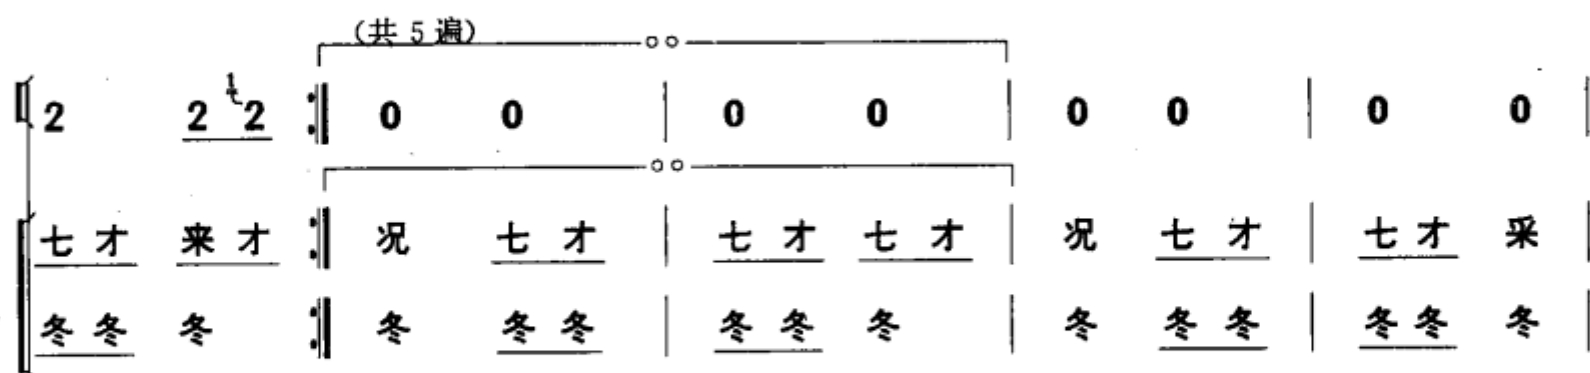 （共 5 遍）
2 2 1 2 0 0 0 0 0 0 0 0
七 才 来 才 况 七 才 七 才 七 才 况 七 才 七 才 采
冬 冬 冬 冬 冬 冬 冬 冬 冬 冬 冬 冬 冬 冬 冬